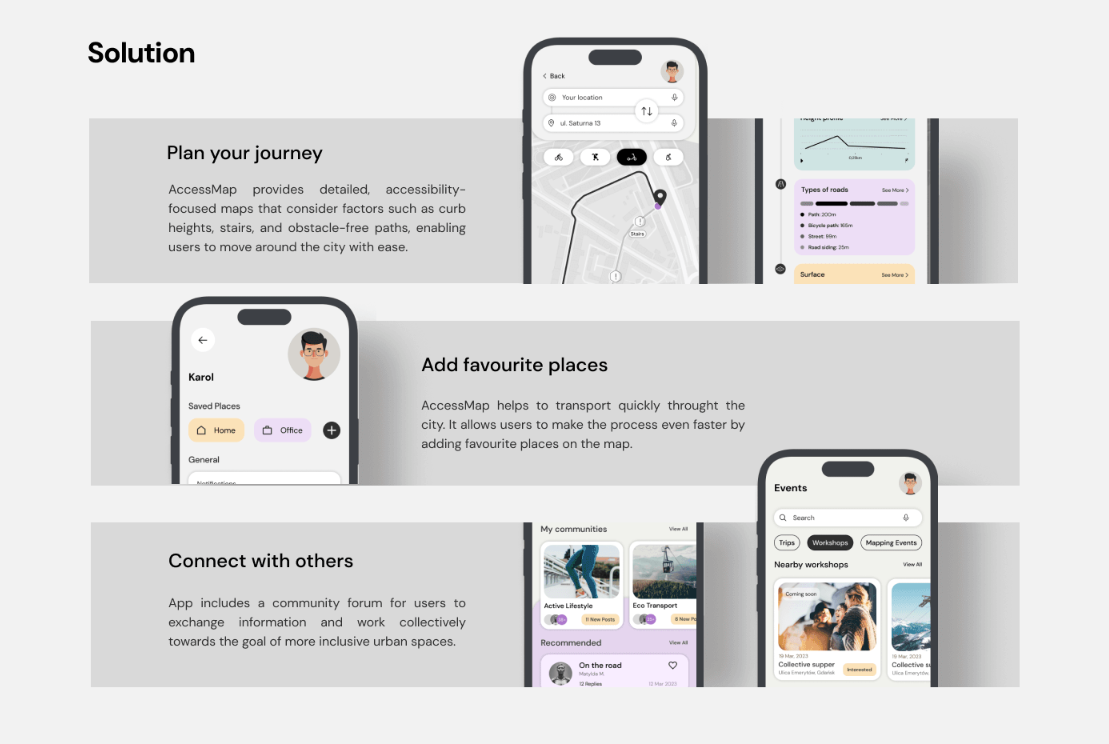 Solution
Plan your journey
AccessMap provides detailed, accessibility-
focused maps that consider factors such as curb
heights, stairs, and obstacle-free paths, enabling
users to move around the city with ease.
Back
Your location
ul. Saturna 13
Stairs
Height profile
See More >
Types of roads
See More >
Path: 200m
Bicycle path: 165m
Street: 99m
Road siding: 25m
Surface
See More >
Karol
Saved Places
Home
Office
General
Notifications
Add favourite places
AccessMap helps to transport quickly throught the
city. It allows users to make the process even faster by
adding favourite places on the map.
Connect with others
App includes a community forum for users to
exchange information and work collectively
towards the goal of more inclusive urban spaces.
My communities
View All
Active Lifestyle
11 New Posts
Eco Transport
8 New Po
Recommended
View All
On the road
Matylda M.
12 Replies
12 Mar 2023
Events
Search
Trips
Workshops
Mapping Events
Nearby workshops
View All
Coming soon
19 Mar, 2023
Collective supper
Ulica Emerytów, Gdańsk
Interested
19 Mar, 2023
Collective su
Ulica Emerytów,